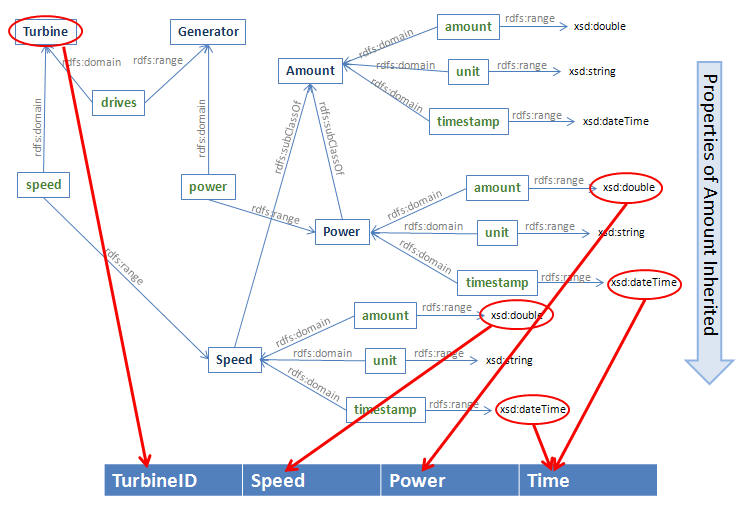 Turbine
Generator
amount
rdfs:range
xsd:double
rdfs:domain
rdfs:domain
rdfs:range
Amount
rdfs:domain
unit
rdfs:range
xsd:string
drives
rdfs:domain
timestamp
rdfs:range
xsd:dateTime
rdfs:domain
rdfs:domain
rdfs:subClassOf
rdfs:subClassOf
speed
power
amount
rdfs:range
xsd:double
rdfs:domain
rdfs:range
Power
rdfs:domain
unit
rdfs:range
xsd:string
rdfs:range
rdfs:domain
timestamp
rdfs:range
xsd:dateTime
amount
rdfs:range
xsd:double
rdfs:domain
Speed
rdfs:domain
unit
rdfs:range
xsd:string
rdfs:domain
timestamp
rdfs:range
xsd:dateTime
Properties of Amount Inherited
TurbineID
Speed
Power
Time